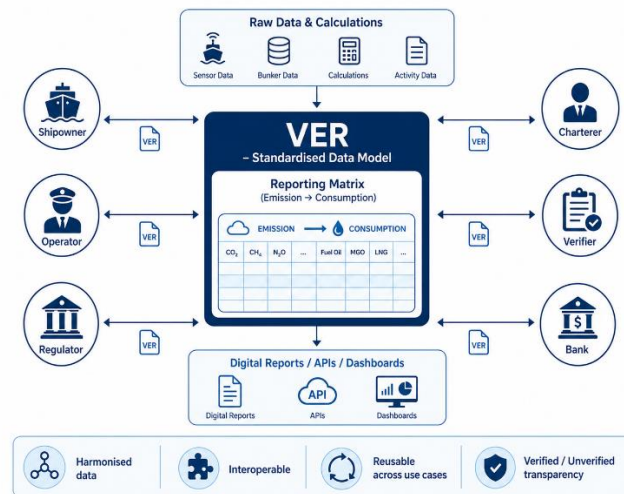 Raw Data & Calculations
Sensor Data
Bunker Data
Calculations
Activity Data
Shipowner
VER
VER
– Standardised Data Model
VER
Charterer
Reporting Matrix
(Emission → Consumption)
Operator
VER
EMISSION → CONSUMPTION
CO₂ CH₄ N₂O ... Fuel Oil MGO LNG ...
VER
Verifier
Regulator
VER
VER
Bank
$
Digital Reports / APIs / Dashboards
API
Digital Reports
APIs
Dashboards
Harmonised
data
Interoperable
Reusable
across use cases
Verified / Unverified
transparency